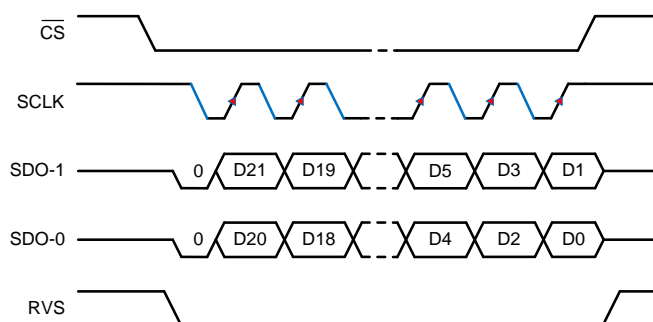 CS
SCLK
SDO-1 0 D21 D19 D5 D3 D1
SDO-0 0 D20 D18 D4 D2 D0
RVS